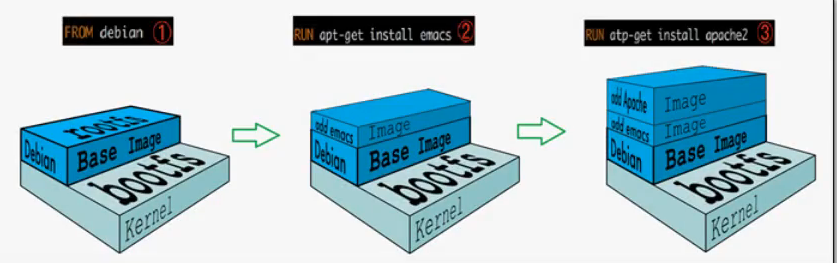 FROM debian ①
RUN apt-get install emacs ②
RUN atp-get install apache2 ③
rootfs
Debian
Base Image
bootfs
Kernel
add emacs
Image
Debian
Base Image
bootfs
Kernel
add Apache
Image
add emacs
Image
Debian
Base Image
bootfs
Kernel